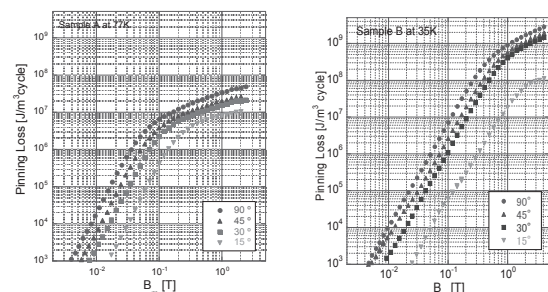 Sample A at 77K
Pinning Loss [J/m³cycle]
10⁹
10⁸
10⁷
10⁶
10⁵
10⁴
10³
90°
45°
30°
15°
10⁻² 10⁻¹ 10⁰
B_ [T]
Sample B at 35K
Pinning Loss [J/m³cycle]
10⁹
10⁸
10⁷
10⁶
10⁵
10⁴
10³
90°
45°
30°
15°
10⁻² 10⁻¹ 10⁰
B [T]